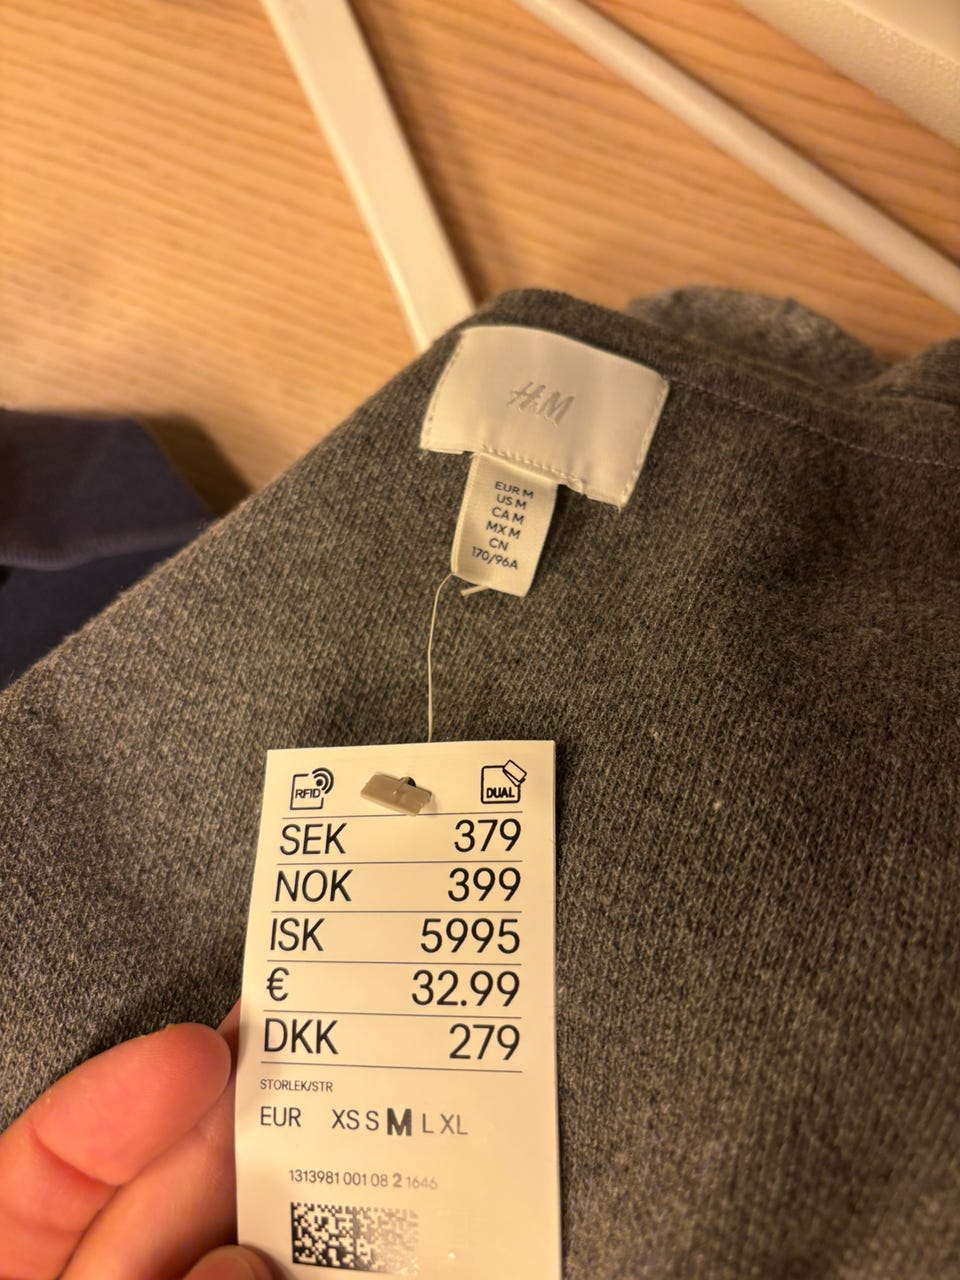 H&M
EUR M
US M
CA M
MX M
CN
170/96A
RFID
DUAL
SEK 379
NOK 399
ISK 5995
€ 32.99
DKK 279
STORLEK/STR
EUR XS S M L XL
1313981 001 08 2 1646